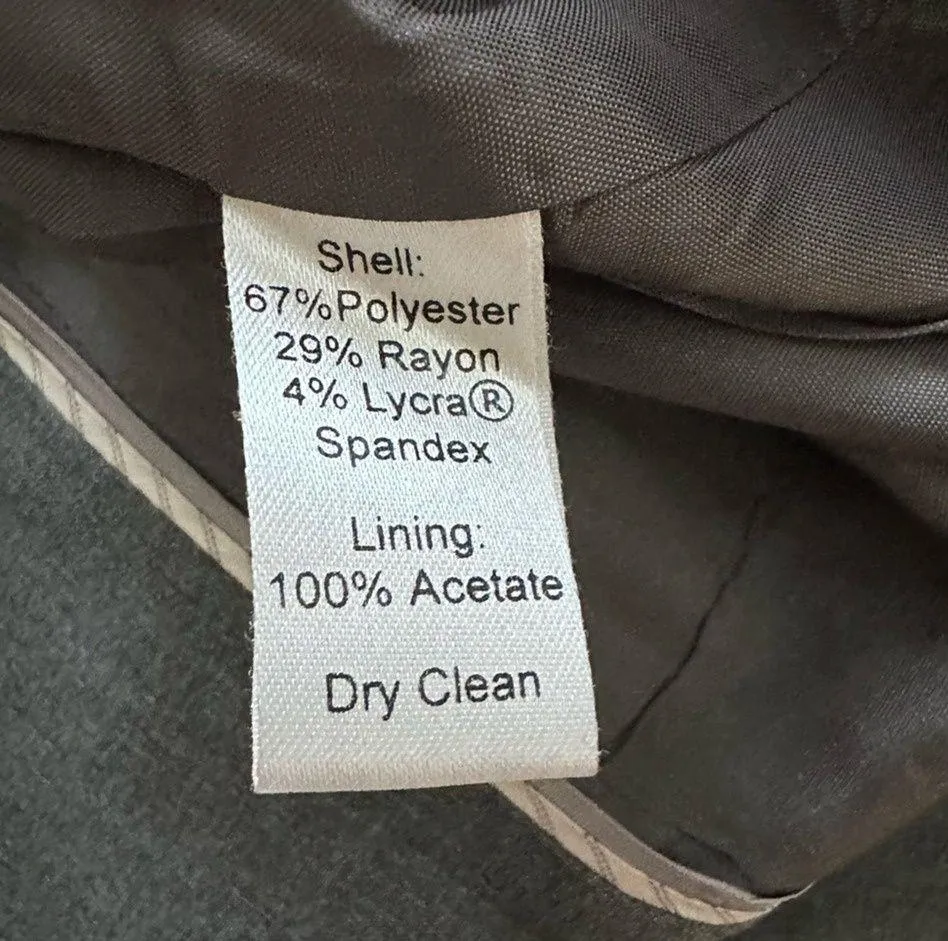 Shell:
67%Polyester
29% Rayon
4% Lycra®
Spandex
Lining:
100% Acetate
Dry Clean